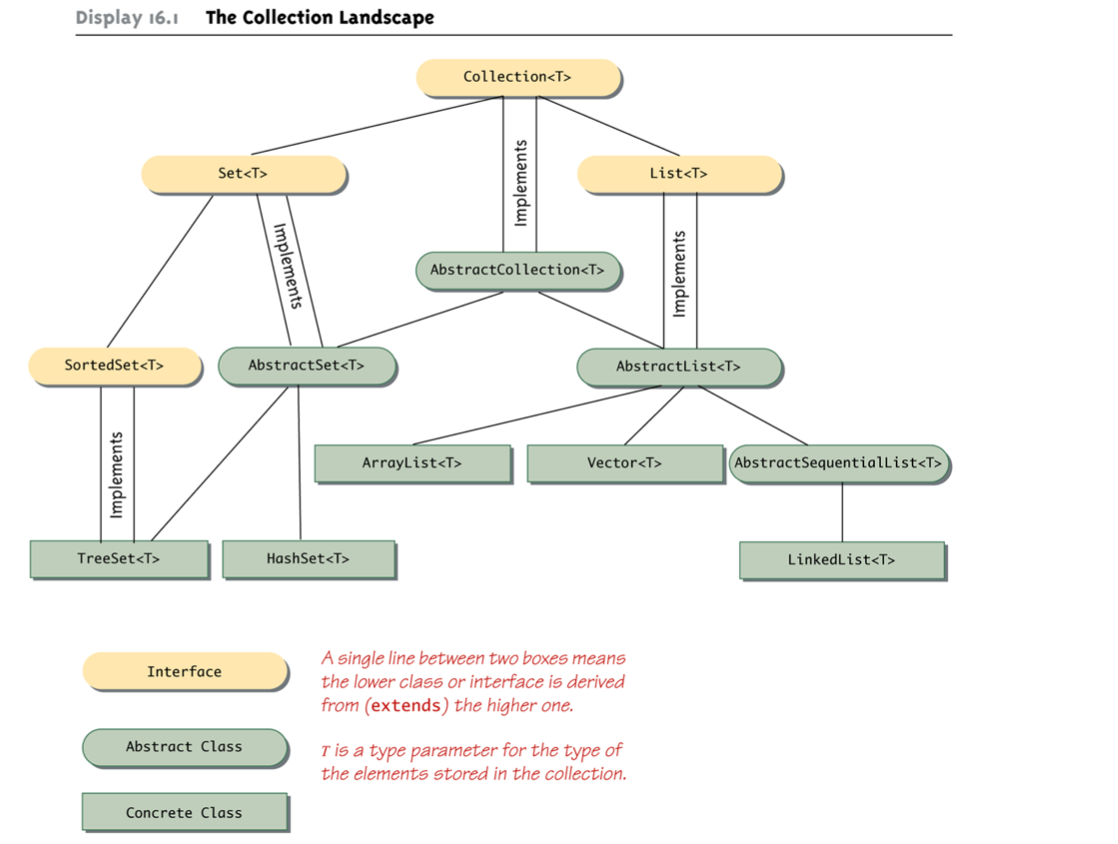 Display 16.1 The Collection Landscape
Collection<T>
Implements
Set<T>
List<T>
Implements
Implements
AbstractCollection<T>
SortedSet<T>
AbstractSet<T>
AbstractList<T>
Implements
ArrayList<T>
Vector<T>
AbstractSequentialList<T>
TreeSet<T>
HashSet<T>
LinkedList<T>
Interface
A single line between two boxes means
the lower class or interface is derived
from (extends) the higher one.
Abstract Class
T is a type parameter for the type of
the elements stored in the collection.
Concrete Class